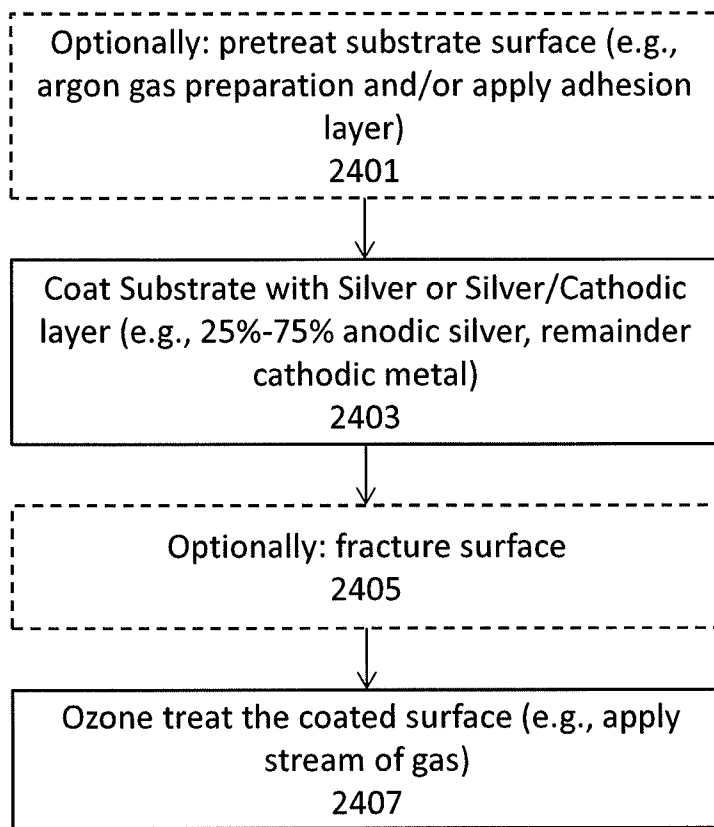 Optionally: pretreat substrate surface (e.g.,
argon gas preparation and/or apply adhesion
layer)
2401
Coat Substrate with Silver or Silver/Cathodic
layer (e.g., 25%-75% anodic silver, remainder
cathodic metal)
2403
Optionally: fracture surface
2405
Ozone treat the coated surface (e.g., apply
stream of gas)
2407